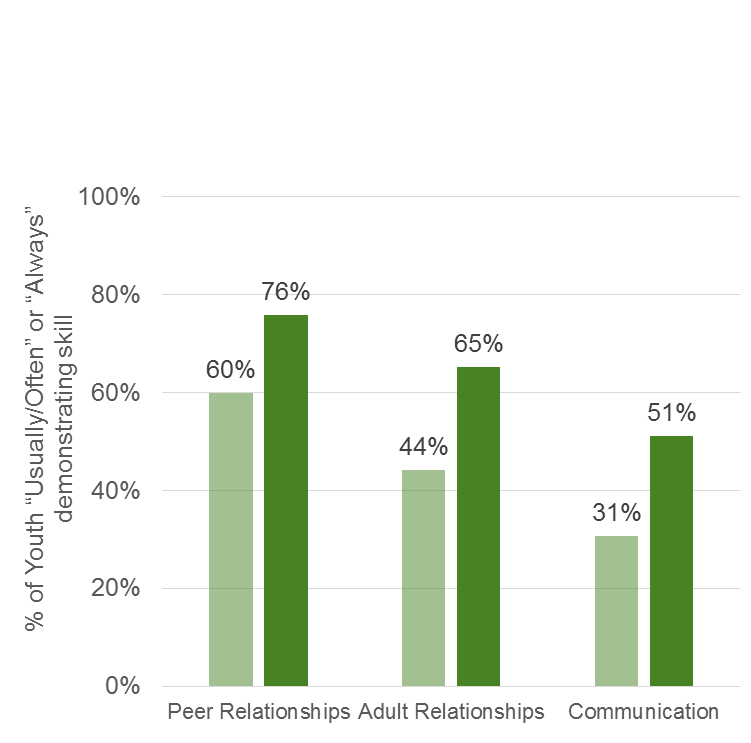 % of Youth “Usually/Often” or “Always”
demonstrating skill
100%
80%
60%
40%
20%
0%
60%
76%
44%
65%
31%
51%
Peer Relationships
Adult Relationships
Communication